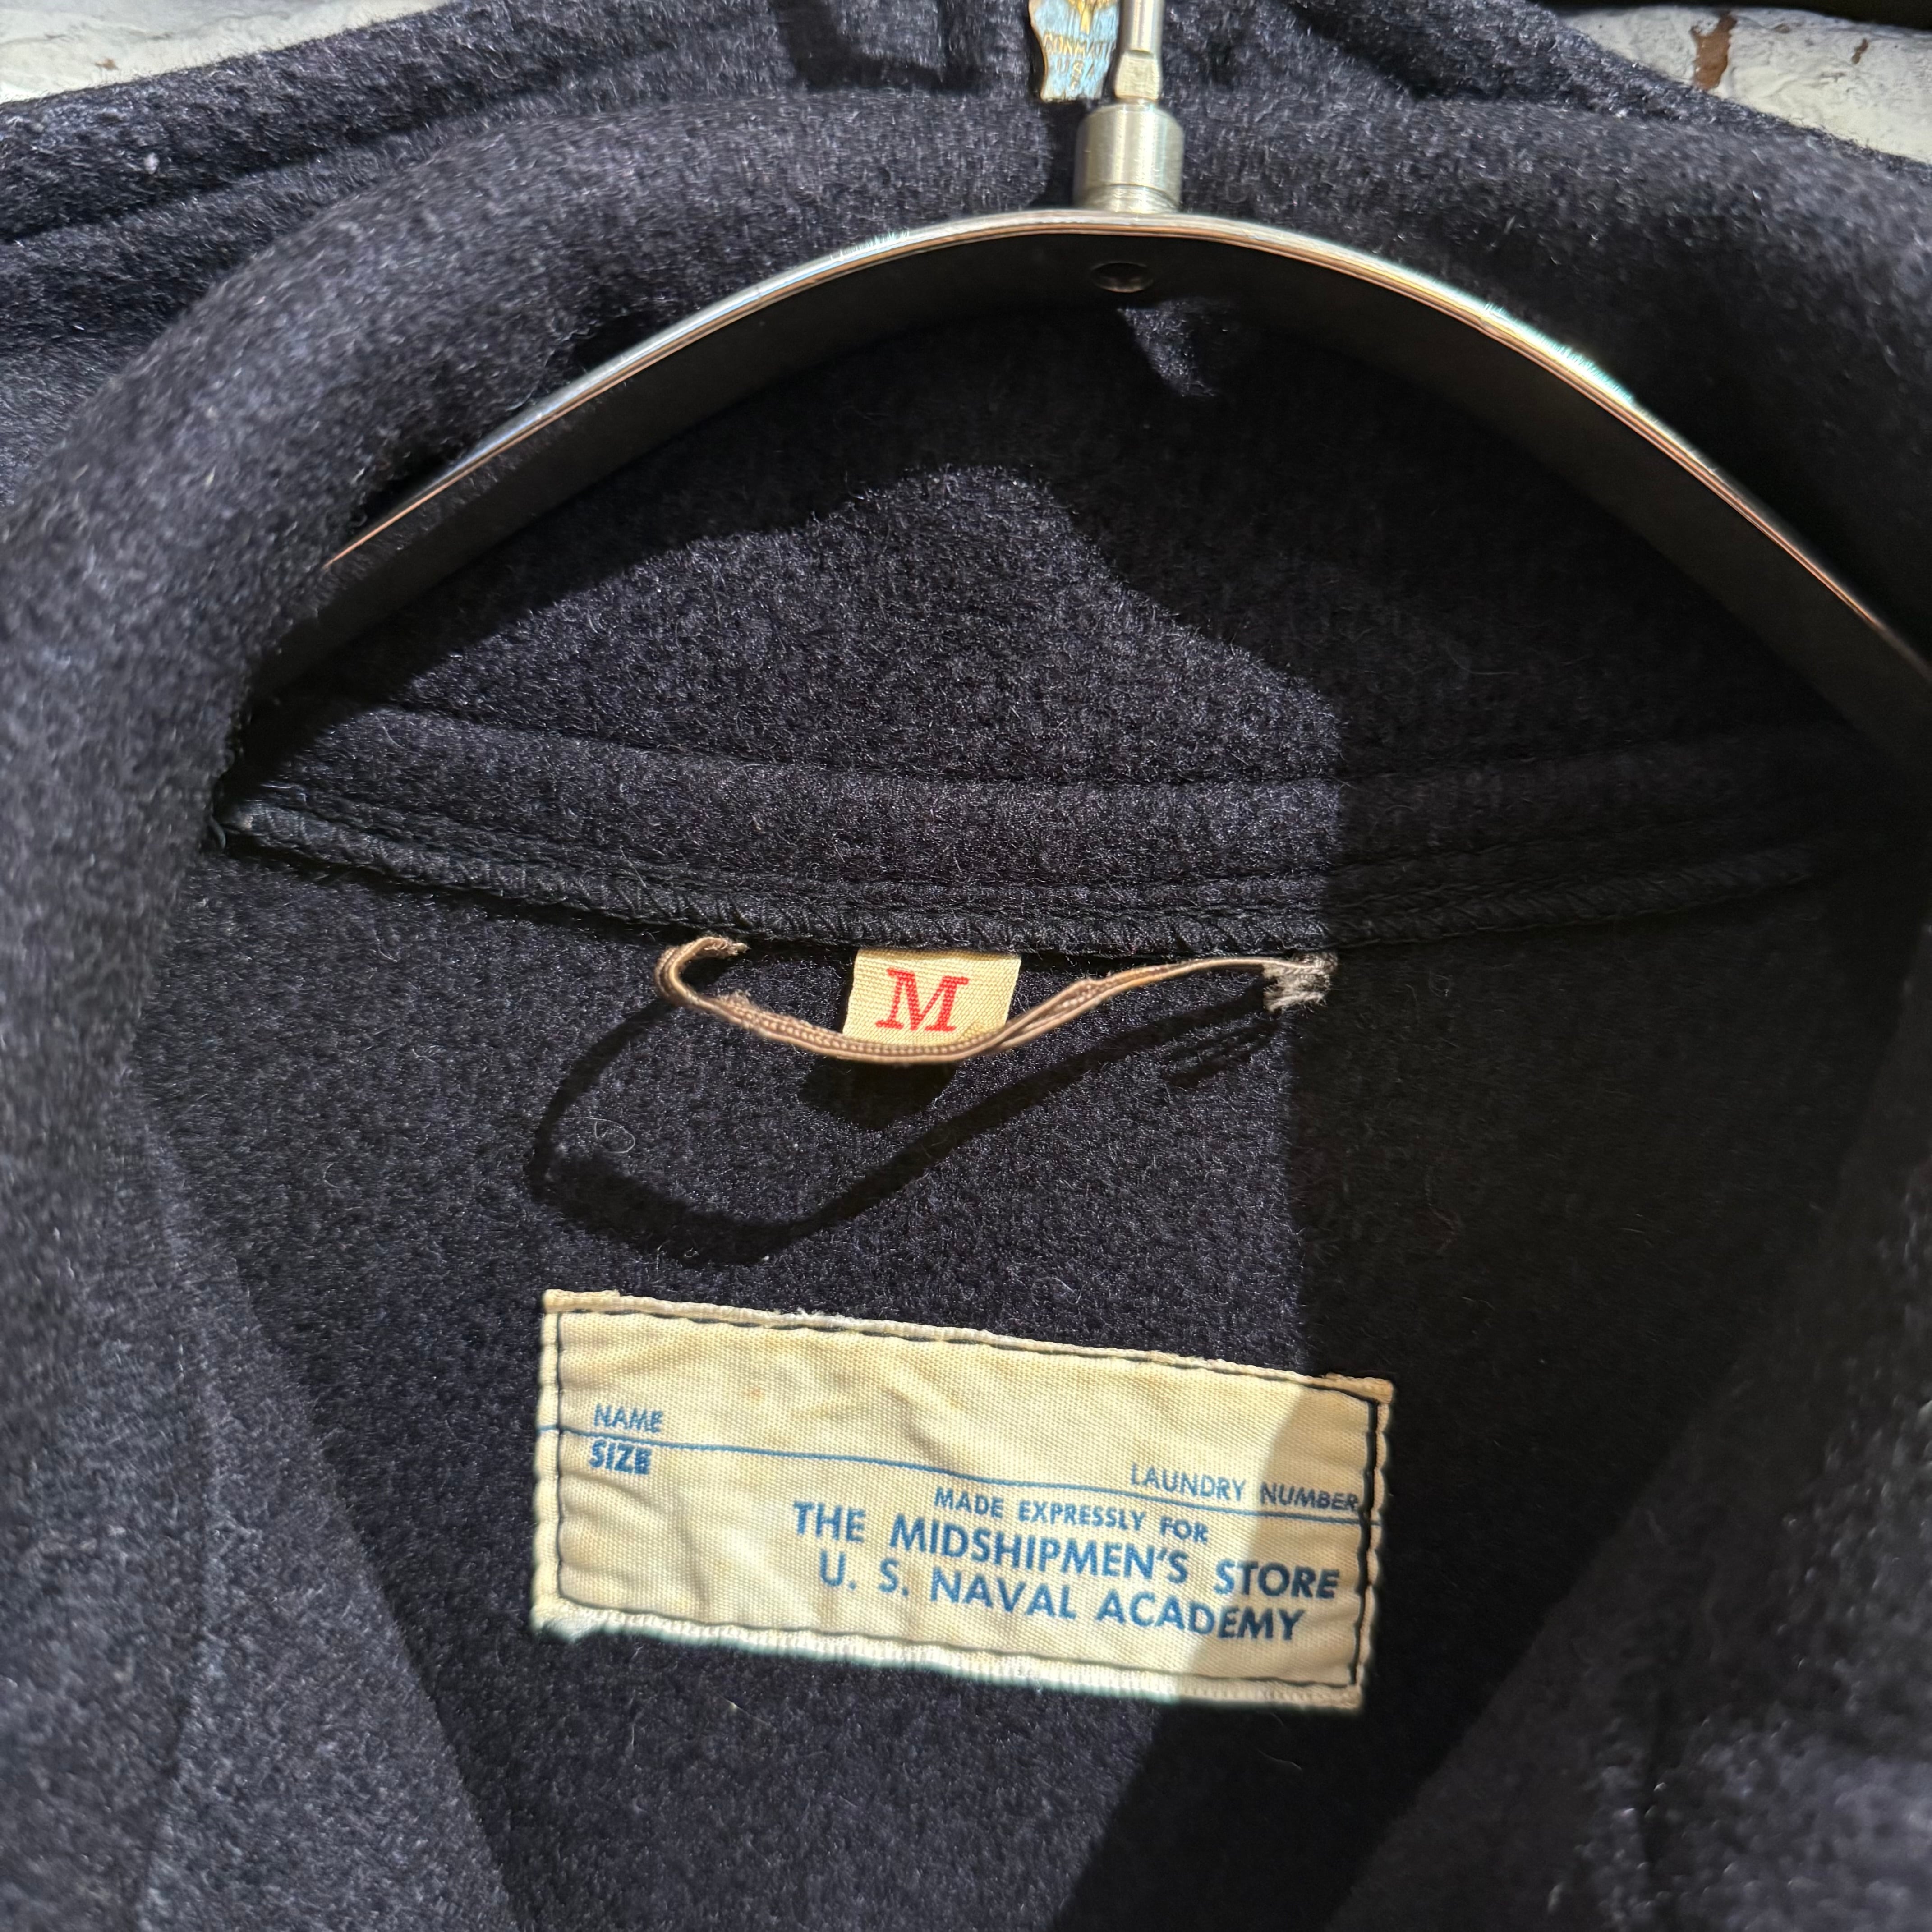 M
NAME
SIZE
LAUNDRY NUMBER
MADE EXPRESSLY FOR
THE MIDSHIPMEN'S STORE
U. S. NAVAL ACADEMY